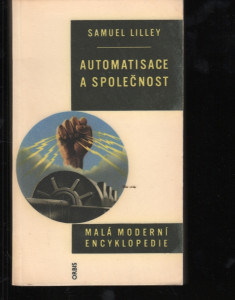 SAMUEL LILLEY
AUTOMATISACE
A SPOLEČNOST
MALÁ MODERNÍ
ENCYKLOPEDIE
ORBIS